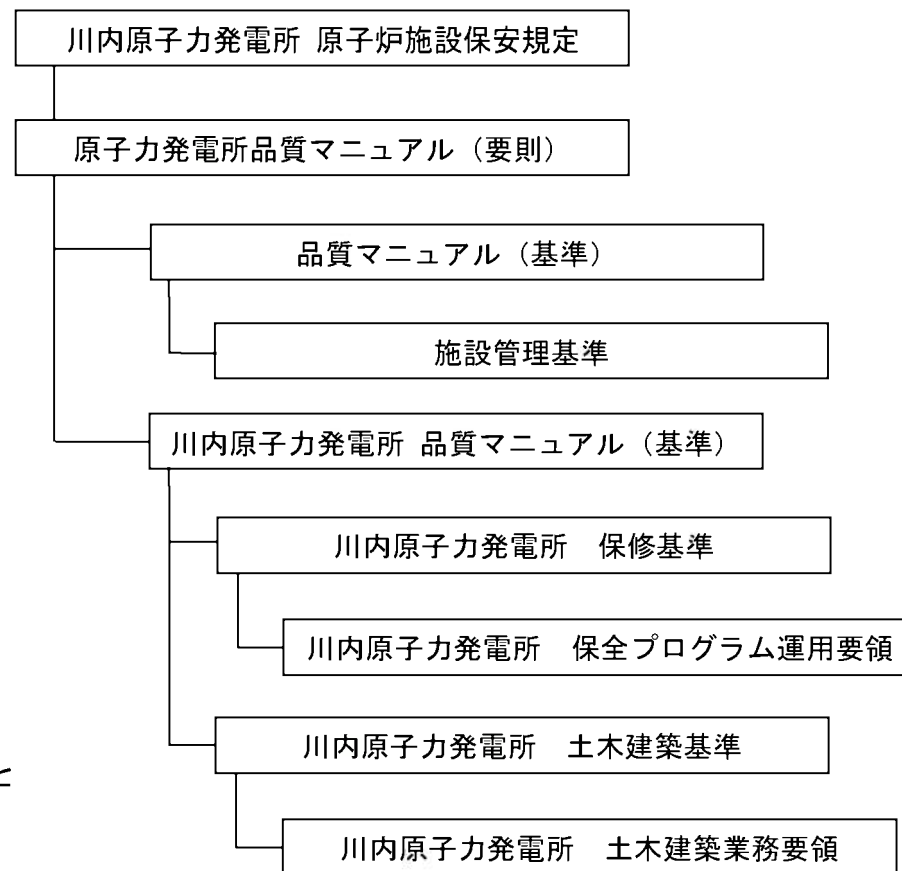 川内原子力発電所 原子炉施設保安規定
原子力発電所品質マニュアル（要則）
品質マニュアル（基準）
施設管理基準
川内原子力発電所 品質マニュアル（基準）
川内原子力発電所　保修基準
川内原子力発電所　保全プログラム運用要領
川内原子力発電所　土木建築基準
川内原子力発電所　土木建築業務要領